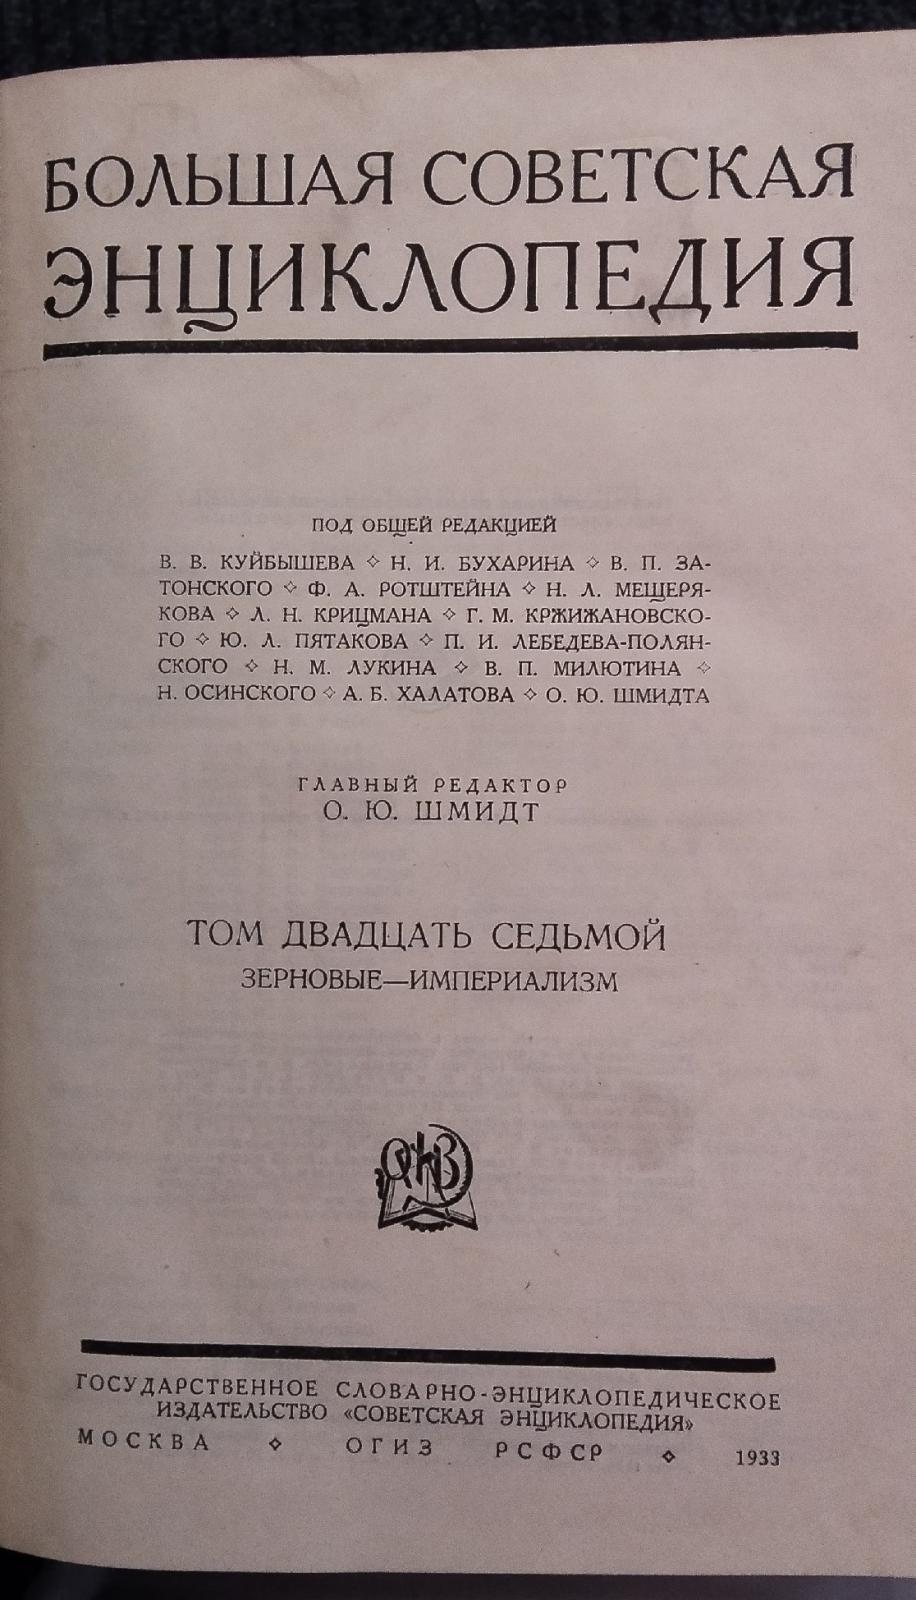 БОЛЬШАЯ СОВЕТСКАЯ
ЭНЦИКЛОПЕДИЯ
ПОД ОБЩЕЙ РЕДАКЦИЕЙ
В. В. КУЙБЫШЕВА ⟡ Н. И. БУХАРИНА ⟡ В. П. ЗА-
ТОНСКОГО ⟡ Ф. А. РОТШТЕЙНА ⟡ Н. Л. МЕЩЕРЯ-
КОВА ⟡ Л. Н. КРИЦМАНА ⟡ Г. М. КРЖИЖАНОВСКО-
ГО ⟡ Ю. Л. ПЯТАКОВА ⟡ П. И. ЛЕБЕДЕВА-ПОЛЯН-
СКОГО ⟡ Н. М. ЛУКИНА ⟡ В. П. МИЛЮТИНА ⟡
Н. ОСИНСКОГО ⟡ А. Б. ХАЛАТОВА ⟡ О. Ю. ШМИДТА
ГЛАВНЫЙ РЕДАКТОР
О. Ю. ШМИДТ
ТОМ ДВАДЦАТЬ СЕДЬМОЙ
ЗЕРНОВЫЕ—ИМПЕРИАЛИЗМ
ГОСУДАРСТВЕННОЕ СЛОВАРНО-ЭНЦИКЛОПЕДИЧЕСКОЕ
ИЗДАТЕЛЬСТВО «СОВЕТСКАЯ ЭНЦИКЛОПЕДИЯ»
МОСКВА ⟡ ОГИЗ РСФСР ⟡ 1933